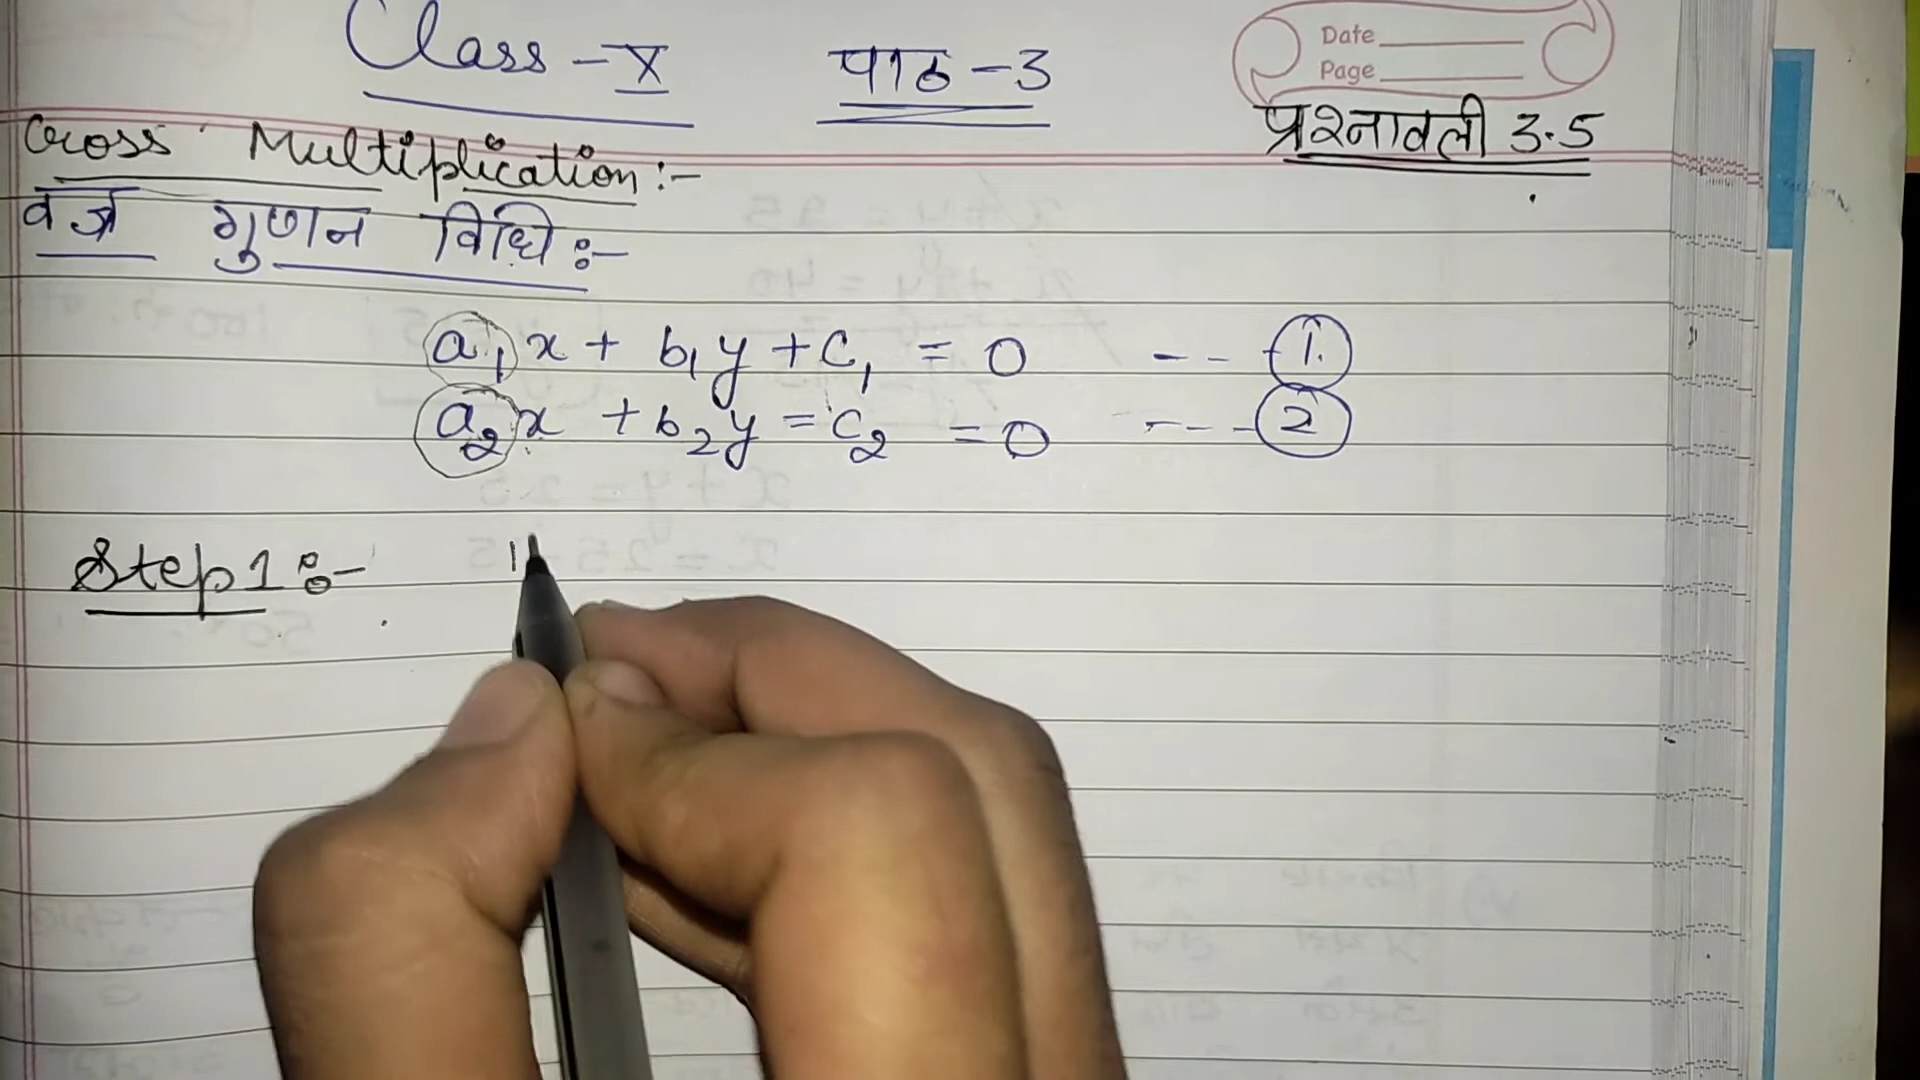 Class - X पाठ - 3
Date
Page
प्रश्नावली 3.5
Cross Multiplication :-
वज्र गुणन विधि :-
a₁x + b₁y + c₁ = 0 --- 1.
a₂x + b₂y = c₂ = 0 --- 2
Step 1 :-